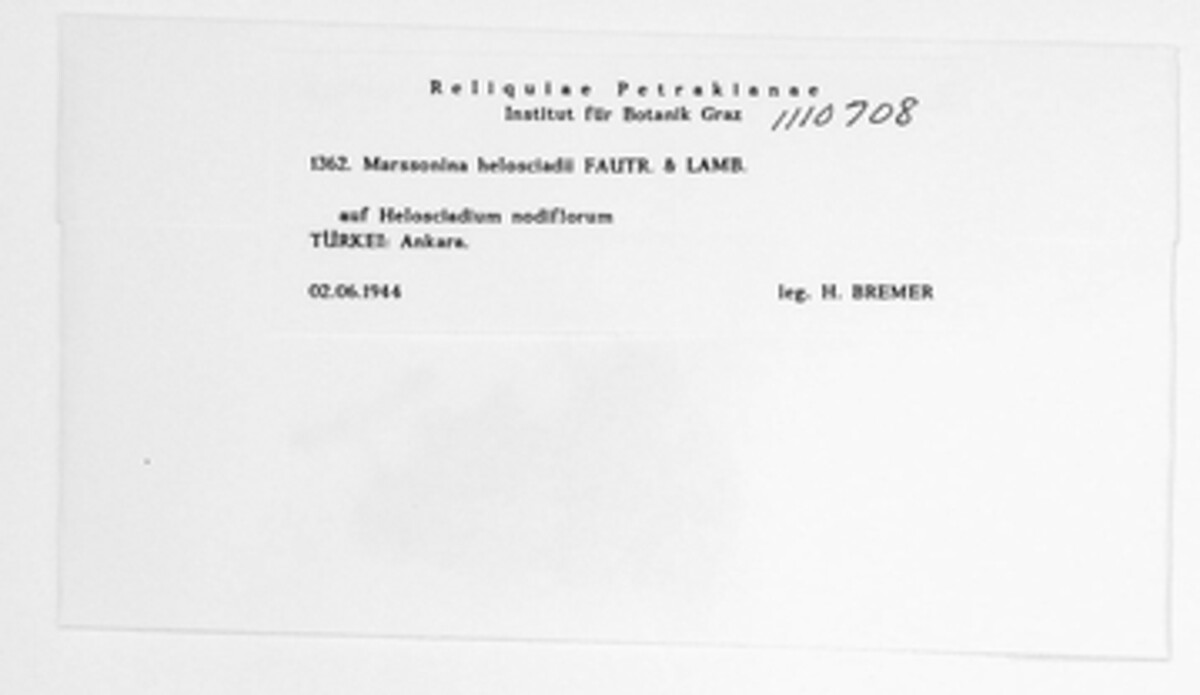 Reliquiae Petrakianae
Institut für Botanik Graz 1110708
1362. Marssonina helosciadii FAUTR. & LAMB.
auf Helosciadium nodiflorum
TÜRKEI: Ankara.
02.06.1944 leg. H. BREMER